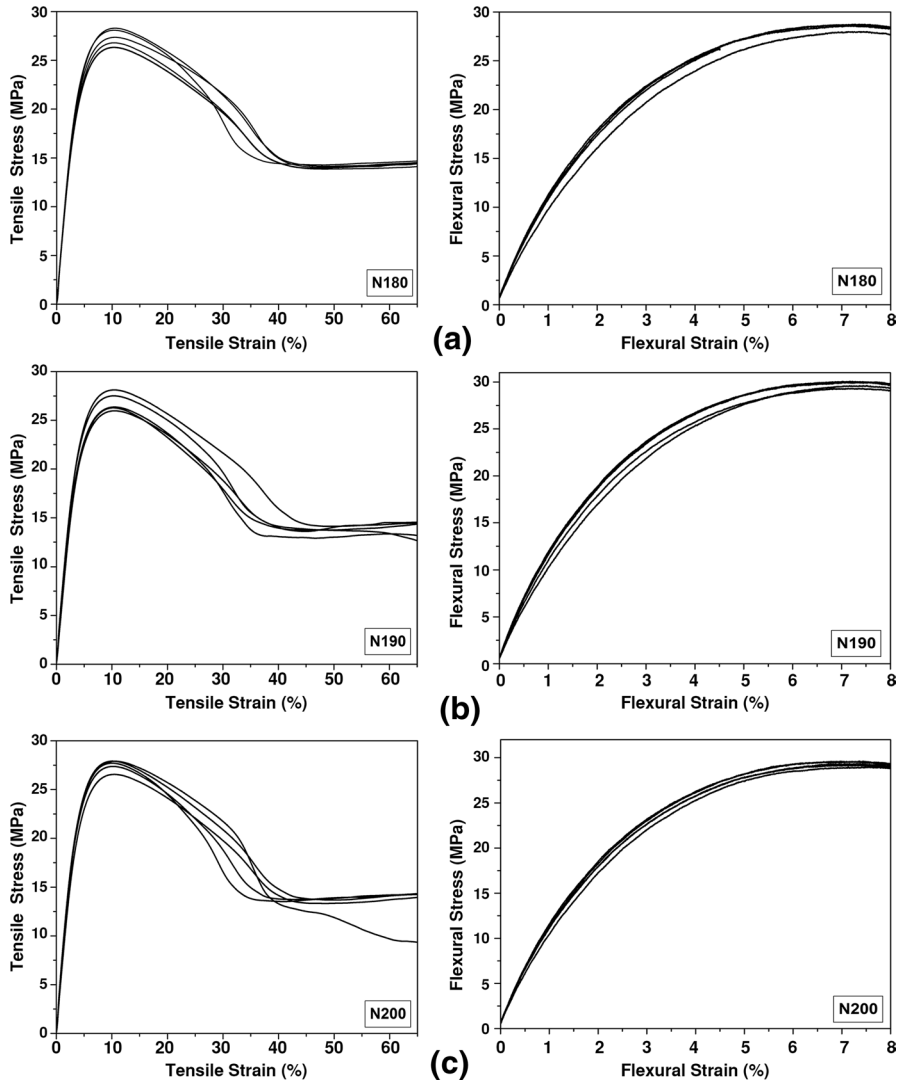 30
25
20
15
10
5
0
Tensile Stress (MPa)
0 10 20 30 40 50 60
Tensile Strain (%)
N180
30
25
20
15
10
5
0
Flexural Stress (MPa)
0 1 2 3 4 5 6 7 8
Flexural Strain (%)
N180
(a)
30
25
20
15
10
5
0
Tensile Stress (MPa)
0 10 20 30 40 50 60
Tensile Strain (%)
N190
30
25
20
15
10
5
0
Flexural Stress (MPa)
0 1 2 3 4 5 6 7 8
Flexural Strain (%)
N190
(b)
30
25
20
15
10
5
0
Tensile Stress (MPa)
0 10 20 30 40 50 60
Tensile Strain (%)
N200
30
25
20
15
10
5
0
Flexural Stress (MPa)
0 1 2 3 4 5 6 7 8
Flexural Strain (%)
N200
(c)